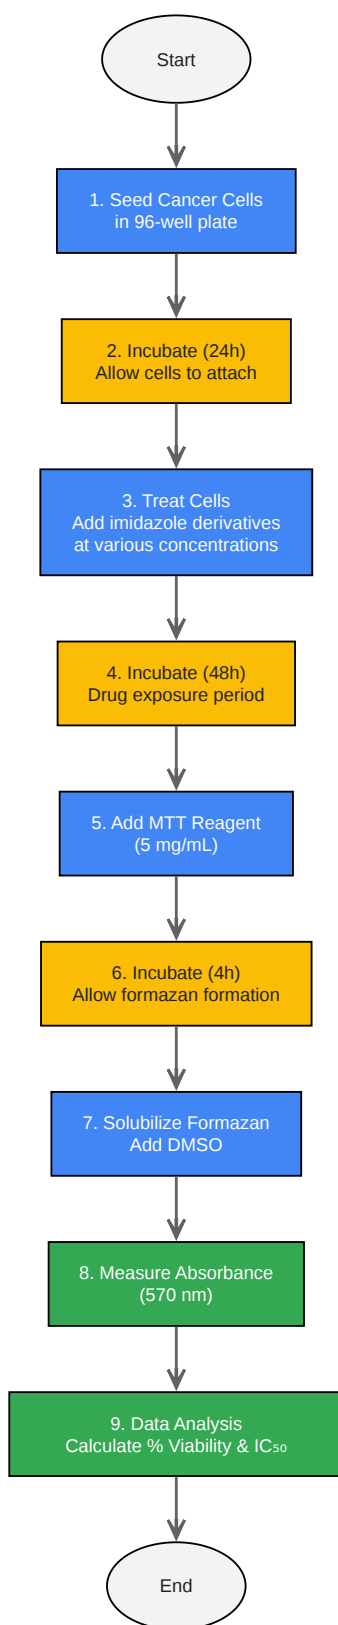 Start
1. Seed Cancer Cells
in 96-well plate
2. Incubate (24h)
Allow cells to attach
3. Treat Cells
Add imidazole derivatives
at various concentrations
4. Incubate (48h)
Drug exposure period
5. Add MTT Reagent
(5 mg/mL)
6. Incubate (4h)
Allow formazan formation
7. Solubilize Formazan
Add DMSO
8. Measure Absorbance
(570 nm)
9. Data Analysis
Calculate % Viability & IC₅₀
End